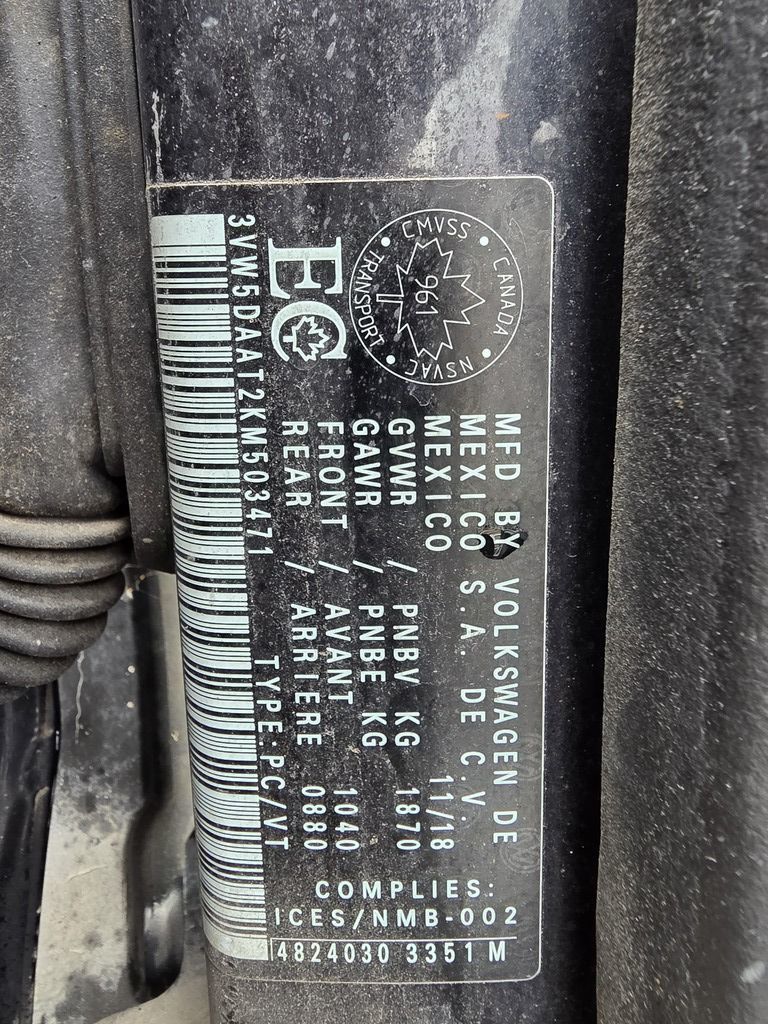 MFD BY VOLKSWAGEN DE
MEXICO S.A. DE C.V.
MEXICO 11/18
GVWR / PNBV KG 1870
GAWR / PNBE KG
FRONT / AVANT 1040
REAR / ARRIERE 0880
CMVSS • CANADA • NSVAC • TRANSPORT •
961
EC
TYPE:PC/VT
3VW5DAAT2KM503471
COMPLIES:
ICES/NMB-002
4824030 3351 M